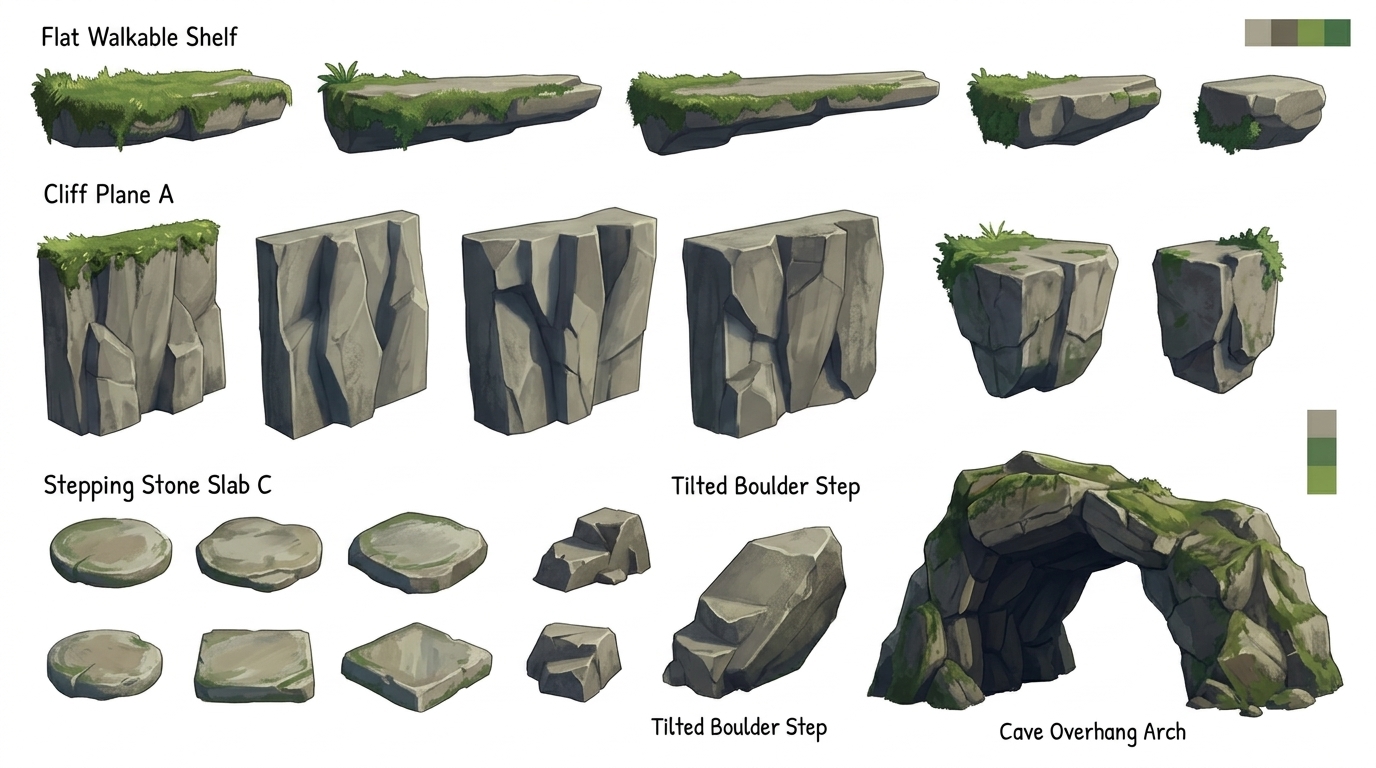 Flat Walkable Shelf
Cliff Plane A
Stepping Stone Slab C
Tilted Boulder Step
Tilted Boulder Step
Cave Overhang Arch